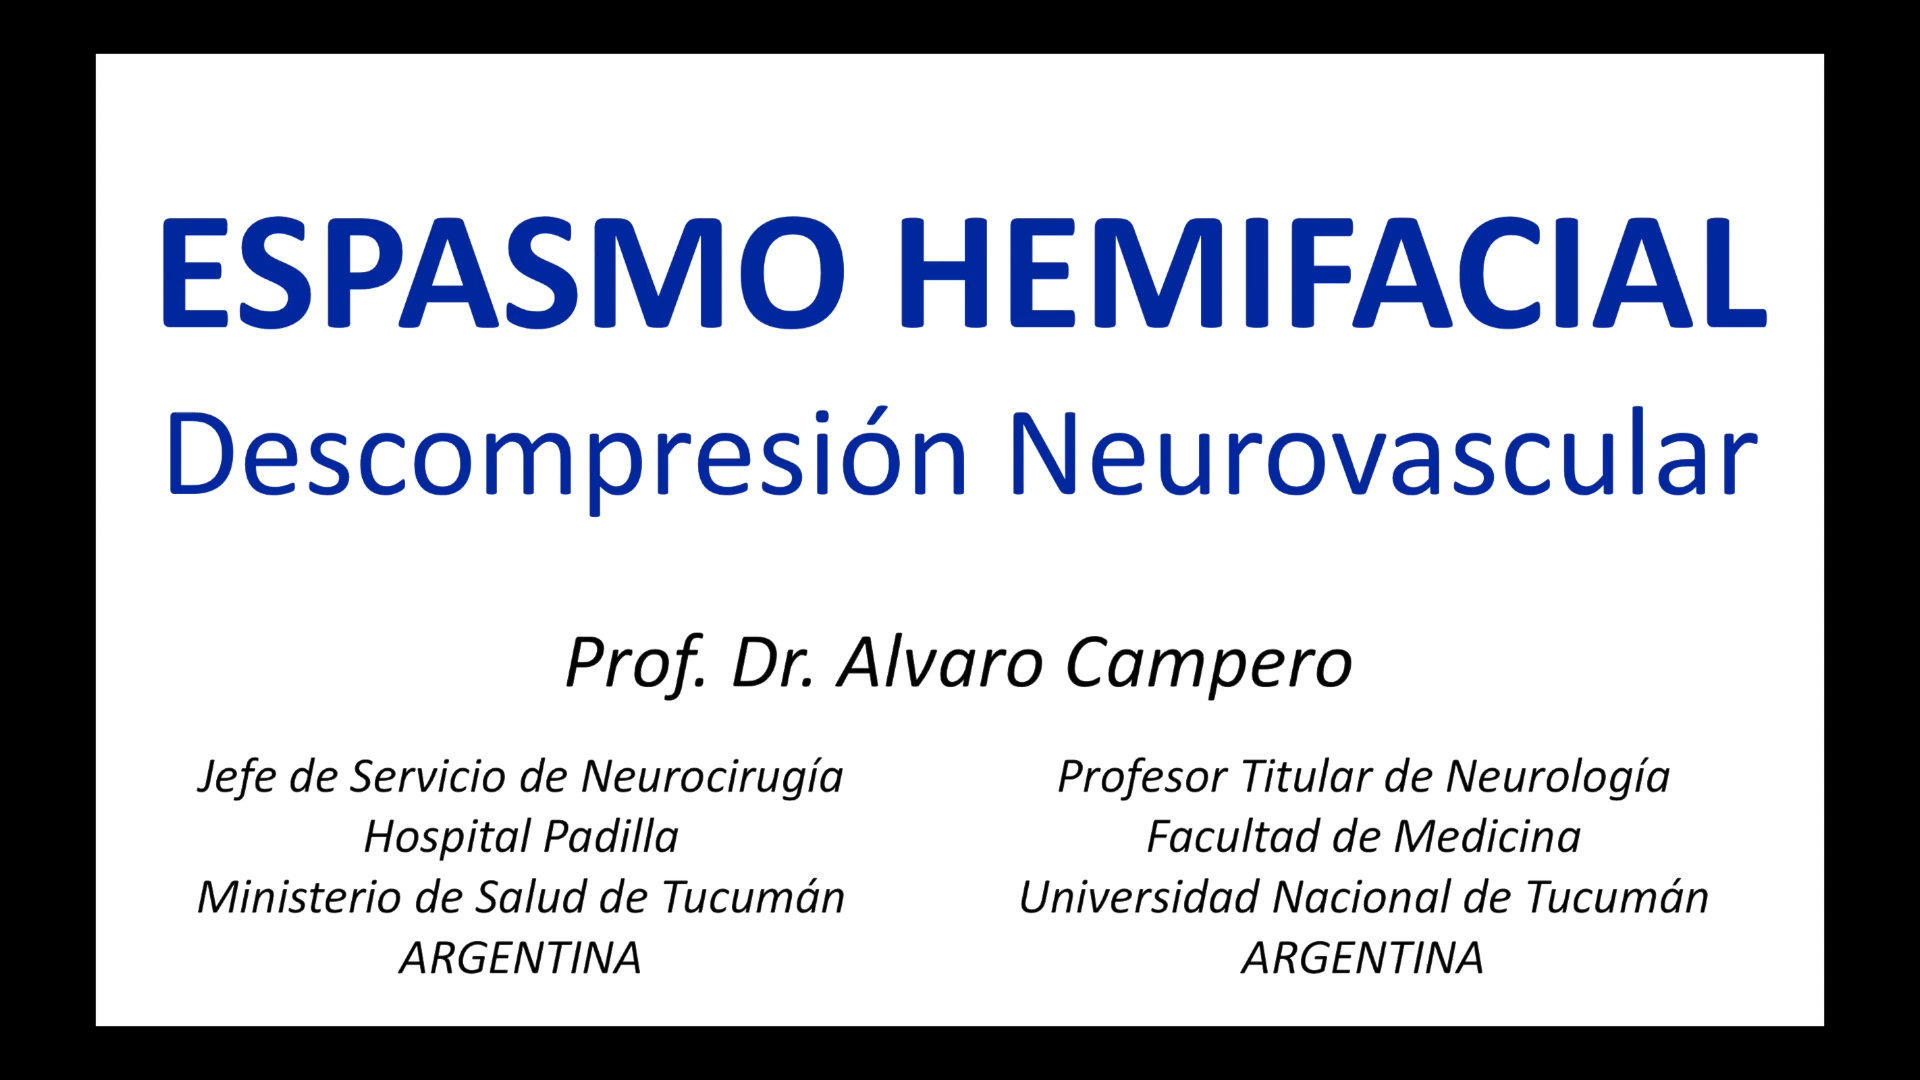 ESPASMO HEMIFACIAL
Descompresión Neurovascular
Prof. Dr. Alvaro Campero
Jefe de Servicio de Neurocirugía
Hospital Padilla
Ministerio de Salud de Tucumán
ARGENTINA
Profesor Titular de Neurología
Facultad de Medicina
Universidad Nacional de Tucumán
ARGENTINA